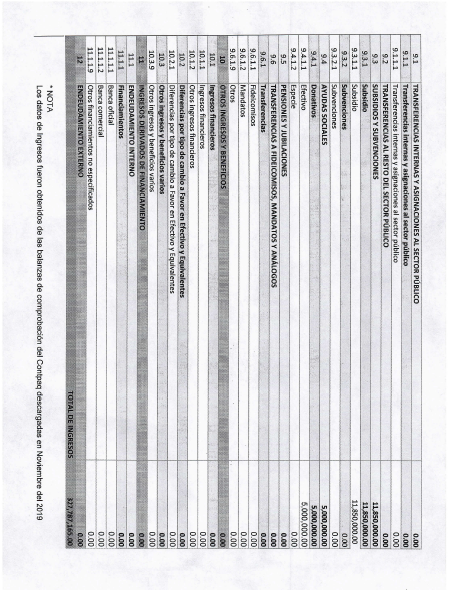 9.1 TRANSFERENCIAS INTERNAS Y ASIGNACIONES AL SECTOR PÚBLICO 0.00
9.1.1 Transferencias internas y asignaciones al sector público 0.00
9.1.1.1 Transferencias internas y asignaciones al sector público 0.00
9.2 TRANSFERENCIAS AL RESTO DEL SECTOR PÚBLICO 0.00
9.3 SUBSIDIOS Y SUBVENCIONES 11,850,000.00
9.3.1 Subsidio 11,850,000.00
9.3.1.1 Subsidio 11,850,000.00
9.3.2 Subvenciones 0.00
9.3.2.1 Subvenciones 0.00
9.4 AYUDAS SOCIALES 5,000,000.00
9.4.1 Donativos 5,000,000.00
9.4.1.1 Efectivo 5,000,000.00
9.4.1.2 Especie 0.00
9.5 PENSIONES Y JUBILACIONES 0.00
9.6 TRANSFERENCIAS A FIDEICOMISOS, MANDATOS Y ANÁLOGOS 0.00
9.6.1 Transferencias 0.00
9.6.1.1 Fideicomisos 0.00
9.6.1.2 Mandatos 0.00
9.6.1.9 Otros 0.00
10 OTROS INGRESOS Y BENEFICIOS 0.00
10.1 Ingresos financieros 0.00
10.1.1 Ingresos financieros 0.00
10.1.2 Otros ingresos financieros 0.00
10.2 Diferencias por tipo de cambio a Favor en Efectivo y Equivalentes 0.00
10.2.1 Diferencias por tipo de cambio a Favor en Efectivo y Equivalentes 0.00
10.3 Otros ingresos y beneficios varios 0.00
10.3.9 Otros ingresos y beneficios varios 0.00
11 INGRESOS DERIVADOS DE FINANCIAMIENTO 0.00
11.1 ENDEUDAMIENTO INTERNO 0.00
11.1.1 Financiamientos 0.00
11.1.1.1 Banca oficial 0.00
11.1.1.2 Banca comercial 0.00
11.1.1.9 Otros financiamientos no especificados 0.00
12 ENDEUDAMIENTO EXTERNO 0.00
TOTAL DE INGRESOS 327,787,165.00
* NOTA
Los datos de Ingresos fueron obtenidos de las balanzas de comprobación del Contpaq descargadas en Noviembre del 2019